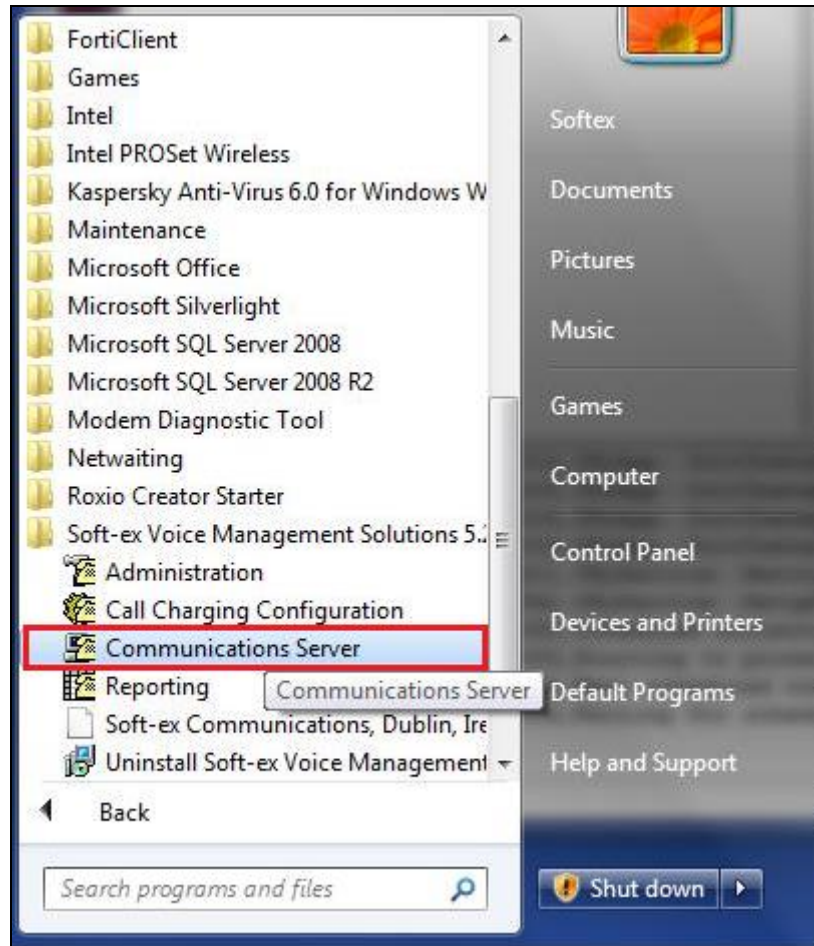 FortiClient
Games
Intel
Intel PROSet Wireless
Kaspersky Anti-Virus 6.0 for Windows W
Maintenance
Microsoft Office
Microsoft Silverlight
Microsoft SQL Server 2008
Microsoft SQL Server 2008 R2
Modem Diagnostic Tool
Netwaiting
Roxio Creator Starter
Soft-ex Voice Management Solutions 5.2
Administration
Call Charging Configuration
Communications Server
Reporting
Communications Server
Soft-ex Communications, Dublin, Ire
Uninstall Soft-ex Voice Management
Back
Search programs and files
Softex
Documents
Pictures
Music
Games
Computer
Control Panel
Devices and Printers
Default Programs
Help and Support
Shut down